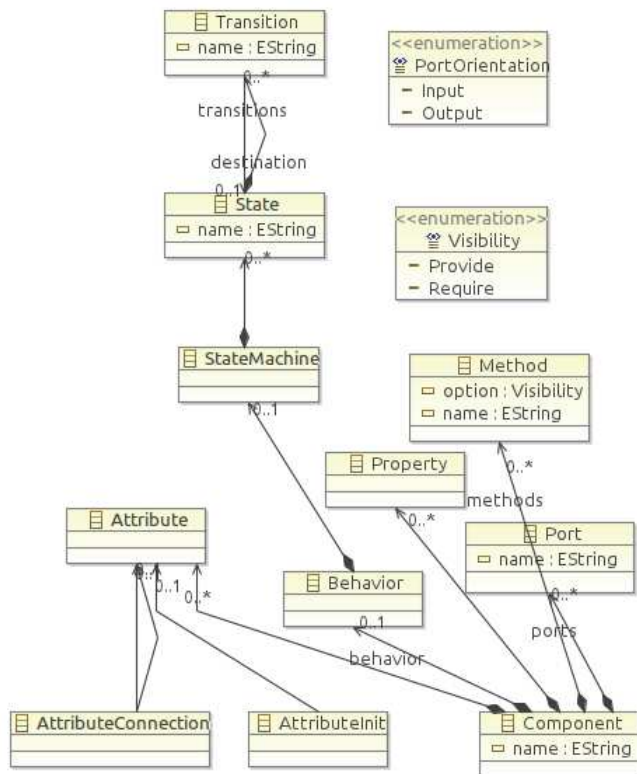 Transition
name : EString
0..*
transitions
destination
0..1
State
name : EString
0..*
<<enumeration>>
PortOrientation
Input
Output
<<enumeration>>
Visibility
Provide
Require
StateMachine
0..1
Method
option : Visibility
name : EString
0..*
Property
0..*
methods
Port
name : EString
0..*
ports
Attribute
0..1
0..*
Behavior
0..1
behavior
AttributeConnection
AttributeInit
Component
name : EString